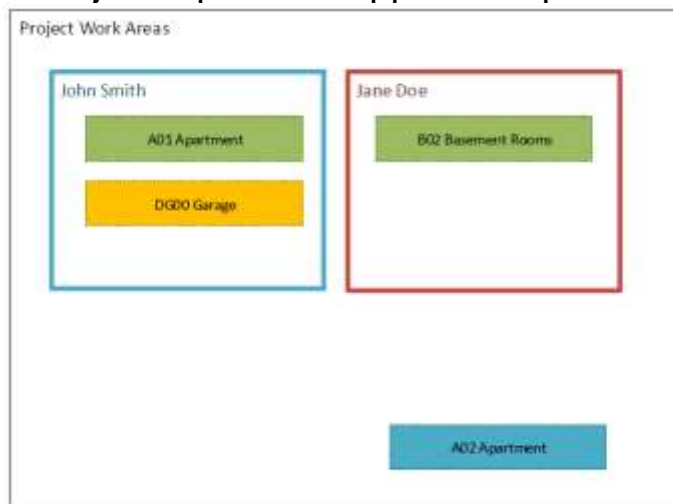 Project Work Areas
John Smith
Jane Doe
A01 Apartment
B02 Basement Rooms
DG00 Garage
A02 Apartment